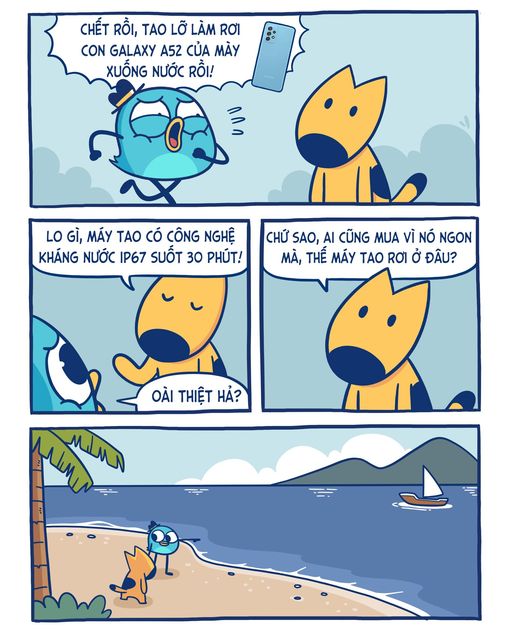 CHẾT RỒI, TAO LỠ LÀM RƠI
CON GALAXY A52 CỦA MÀY
XUỐNG NƯỚC RỒI!
LO GÌ, MÁY TAO CÓ CÔNG NGHỆ
KHÁNG NƯỚC IP67 SUỐT 30 PHÚT!
OÀI THIỆT HẢ?
CHỨ SAO, AI CŨNG MUA VÌ NÓ NGON
MÀ, THẾ MÁY TAO RƠI Ở ĐÂU?